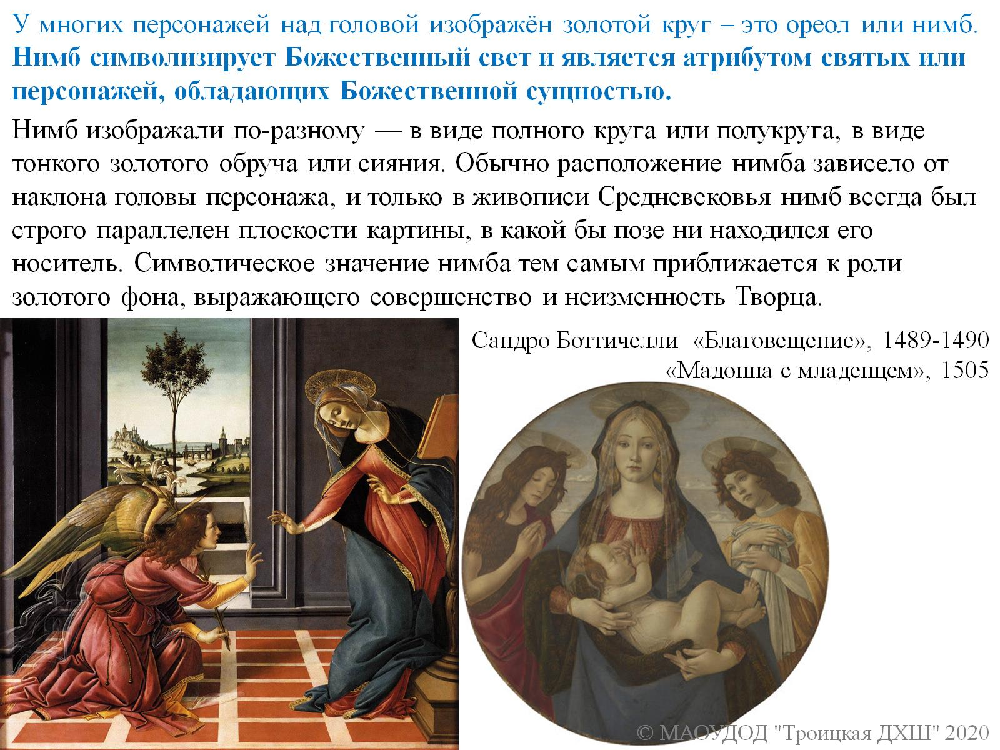 У многих персонажей над головой изображён золотой круг – это ореол или нимб.
Нимб символизирует Божественный свет и является атрибутом святых или
персонажей, обладающих Божественной сущностью.
Нимб изображали по-разному — в виде полного круга или полукруга, в виде
тонкого золотого обруча или сияния. Обычно расположение нимба зависело от
наклона головы персонажа, и только в живописи Средневековья нимб всегда был
строго параллелен плоскости картины, в какой бы позе ни находился его
носитель. Символическое значение нимба тем самым приближается к роли
золотого фона, выражающего совершенство и неизменность Творца.
Сандро Боттичелли «Благовещение», 1489-1490
«Мадонна с младенцем», 1505
© МАОУДОД "Троицкая ДХШ" 2020